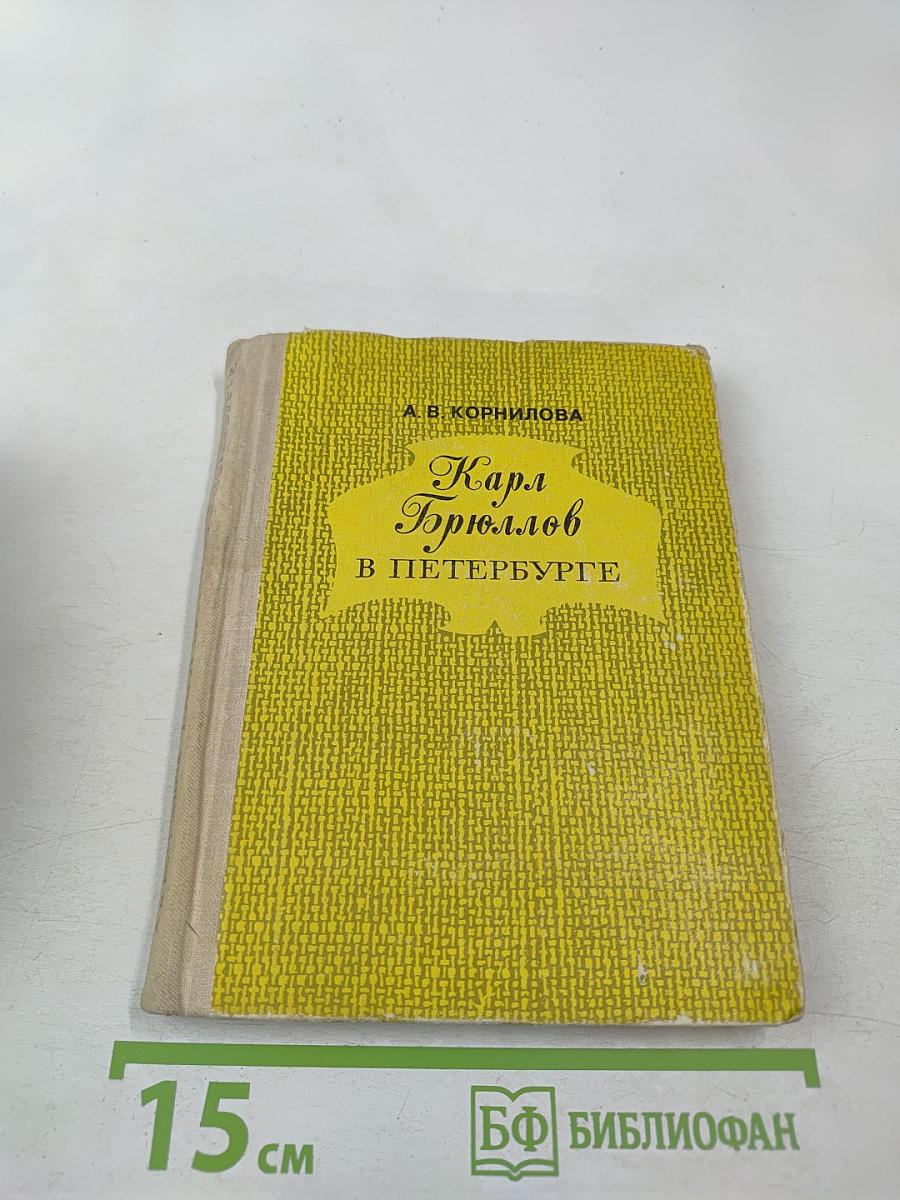 А. В. КОРНИЛОВА
Карл
Брюллов
В ПЕТЕРБУРГЕ
15 см
БФ БИБЛИОФАН